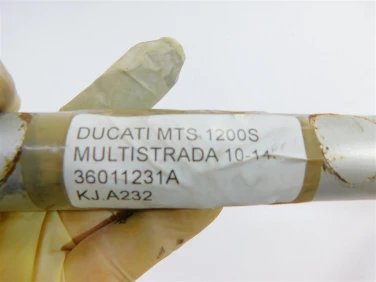 DUCATI MTS 1200S
MULTISTRADA 10-14
36011231A
KJ.A232